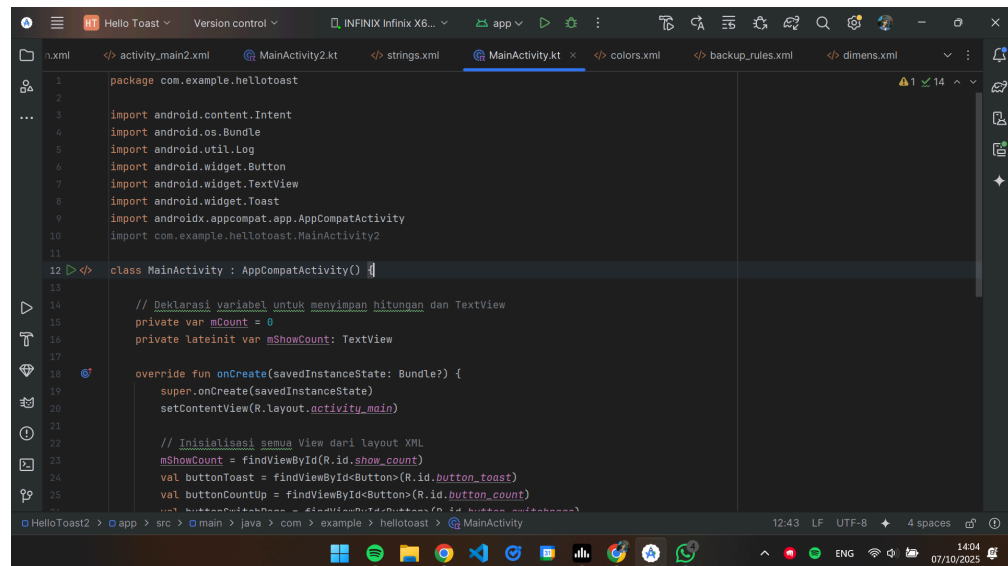 HT Hello Toast Version control INFINIX Infinix X6... app
n.xml activity_main2.xml MainActivity2.kt strings.xml MainActivity.kt colors.xml backup_rules.xml dimens.xml
1 package com.example.hellotoast 1 14
2
3 import android.content.Intent
4 import android.os.Bundle
5 import android.util.Log
6 import android.widget.Button
7 import android.widget.TextView
8 import android.widget.Toast
9 import androidx.appcompat.app.AppCompatActivity
10 import com.example.hellotoast.MainActivity2
11
12 class MainActivity : AppCompatActivity() {
13
14 // Deklarasi variabel untuk menyimpan hitungan dan TextView
15 private var mCount = 0
16 private lateinit var mShowCount: TextView
17
18 override fun onCreate(savedInstanceState: Bundle?) {
19 super.onCreate(savedInstanceState)
20 setContentView(R.layout.activity_main)
21
22 // Inisialisasi semua View dari layout XML
23 mShowCount = findViewById(R.id.show_count)
24 val buttonToast = findViewById<Button>(R.id.button_toast)
25 val buttonCountUp = findViewById<Button>(R.id.button_count)
HelloToast2 > app > src > main > java > com > example > hellotoast > MainActivity 12:43 LF UTF-8 4 spaces
ENG 14:04
07/10/2025